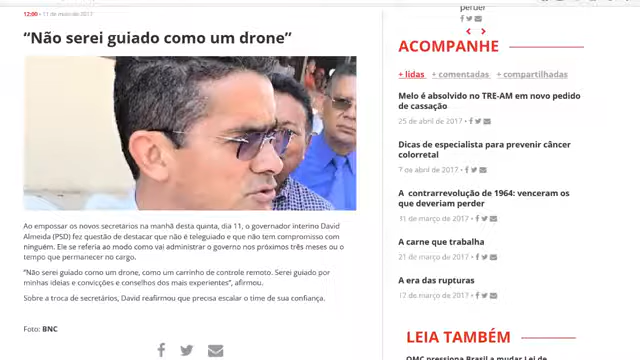 perder
12:00 • 11 de maio de 2017
“Não serei guiado como um drone”
Ao empossar os novos secretários na manhã desta quinta, dia 11, o governador interino David
Almeida (PSD) fez questão de destacar que não é teleguiado e que não tem compromisso com
ninguém. Ele se referia ao modo como vai administrar o governo nos próximos três meses ou o
tempo que permanecer no cargo.
“Não serei guiado como um drone, como um carrinho de controle remoto. Serei guiado por
minhas ideias e convicções e conselhos dos mais experientes”, afirmou.
Sobre a troca de secretários, David reafirmou que precisa escalar o time de sua confiança.
Foto: BNC
ACOMPANHE
+ lidas + comentadas + compartilhadas
Melo é absolvido no TRE-AM em novo pedido
de cassação
25 de abril de 2017 •
Dicas de especialista para prevenir câncer
colorretal
7 de abril de 2017 •
A contrarrevolução de 1964: venceram os
que deveriam perder
11 de março de 2017 •
A carne que trabalha
21 de março de 2017 •
A era das rupturas
17 de março de 2017 •
LEIA TAMBÉM
OMC pressiona Brasil a mudar Lei de